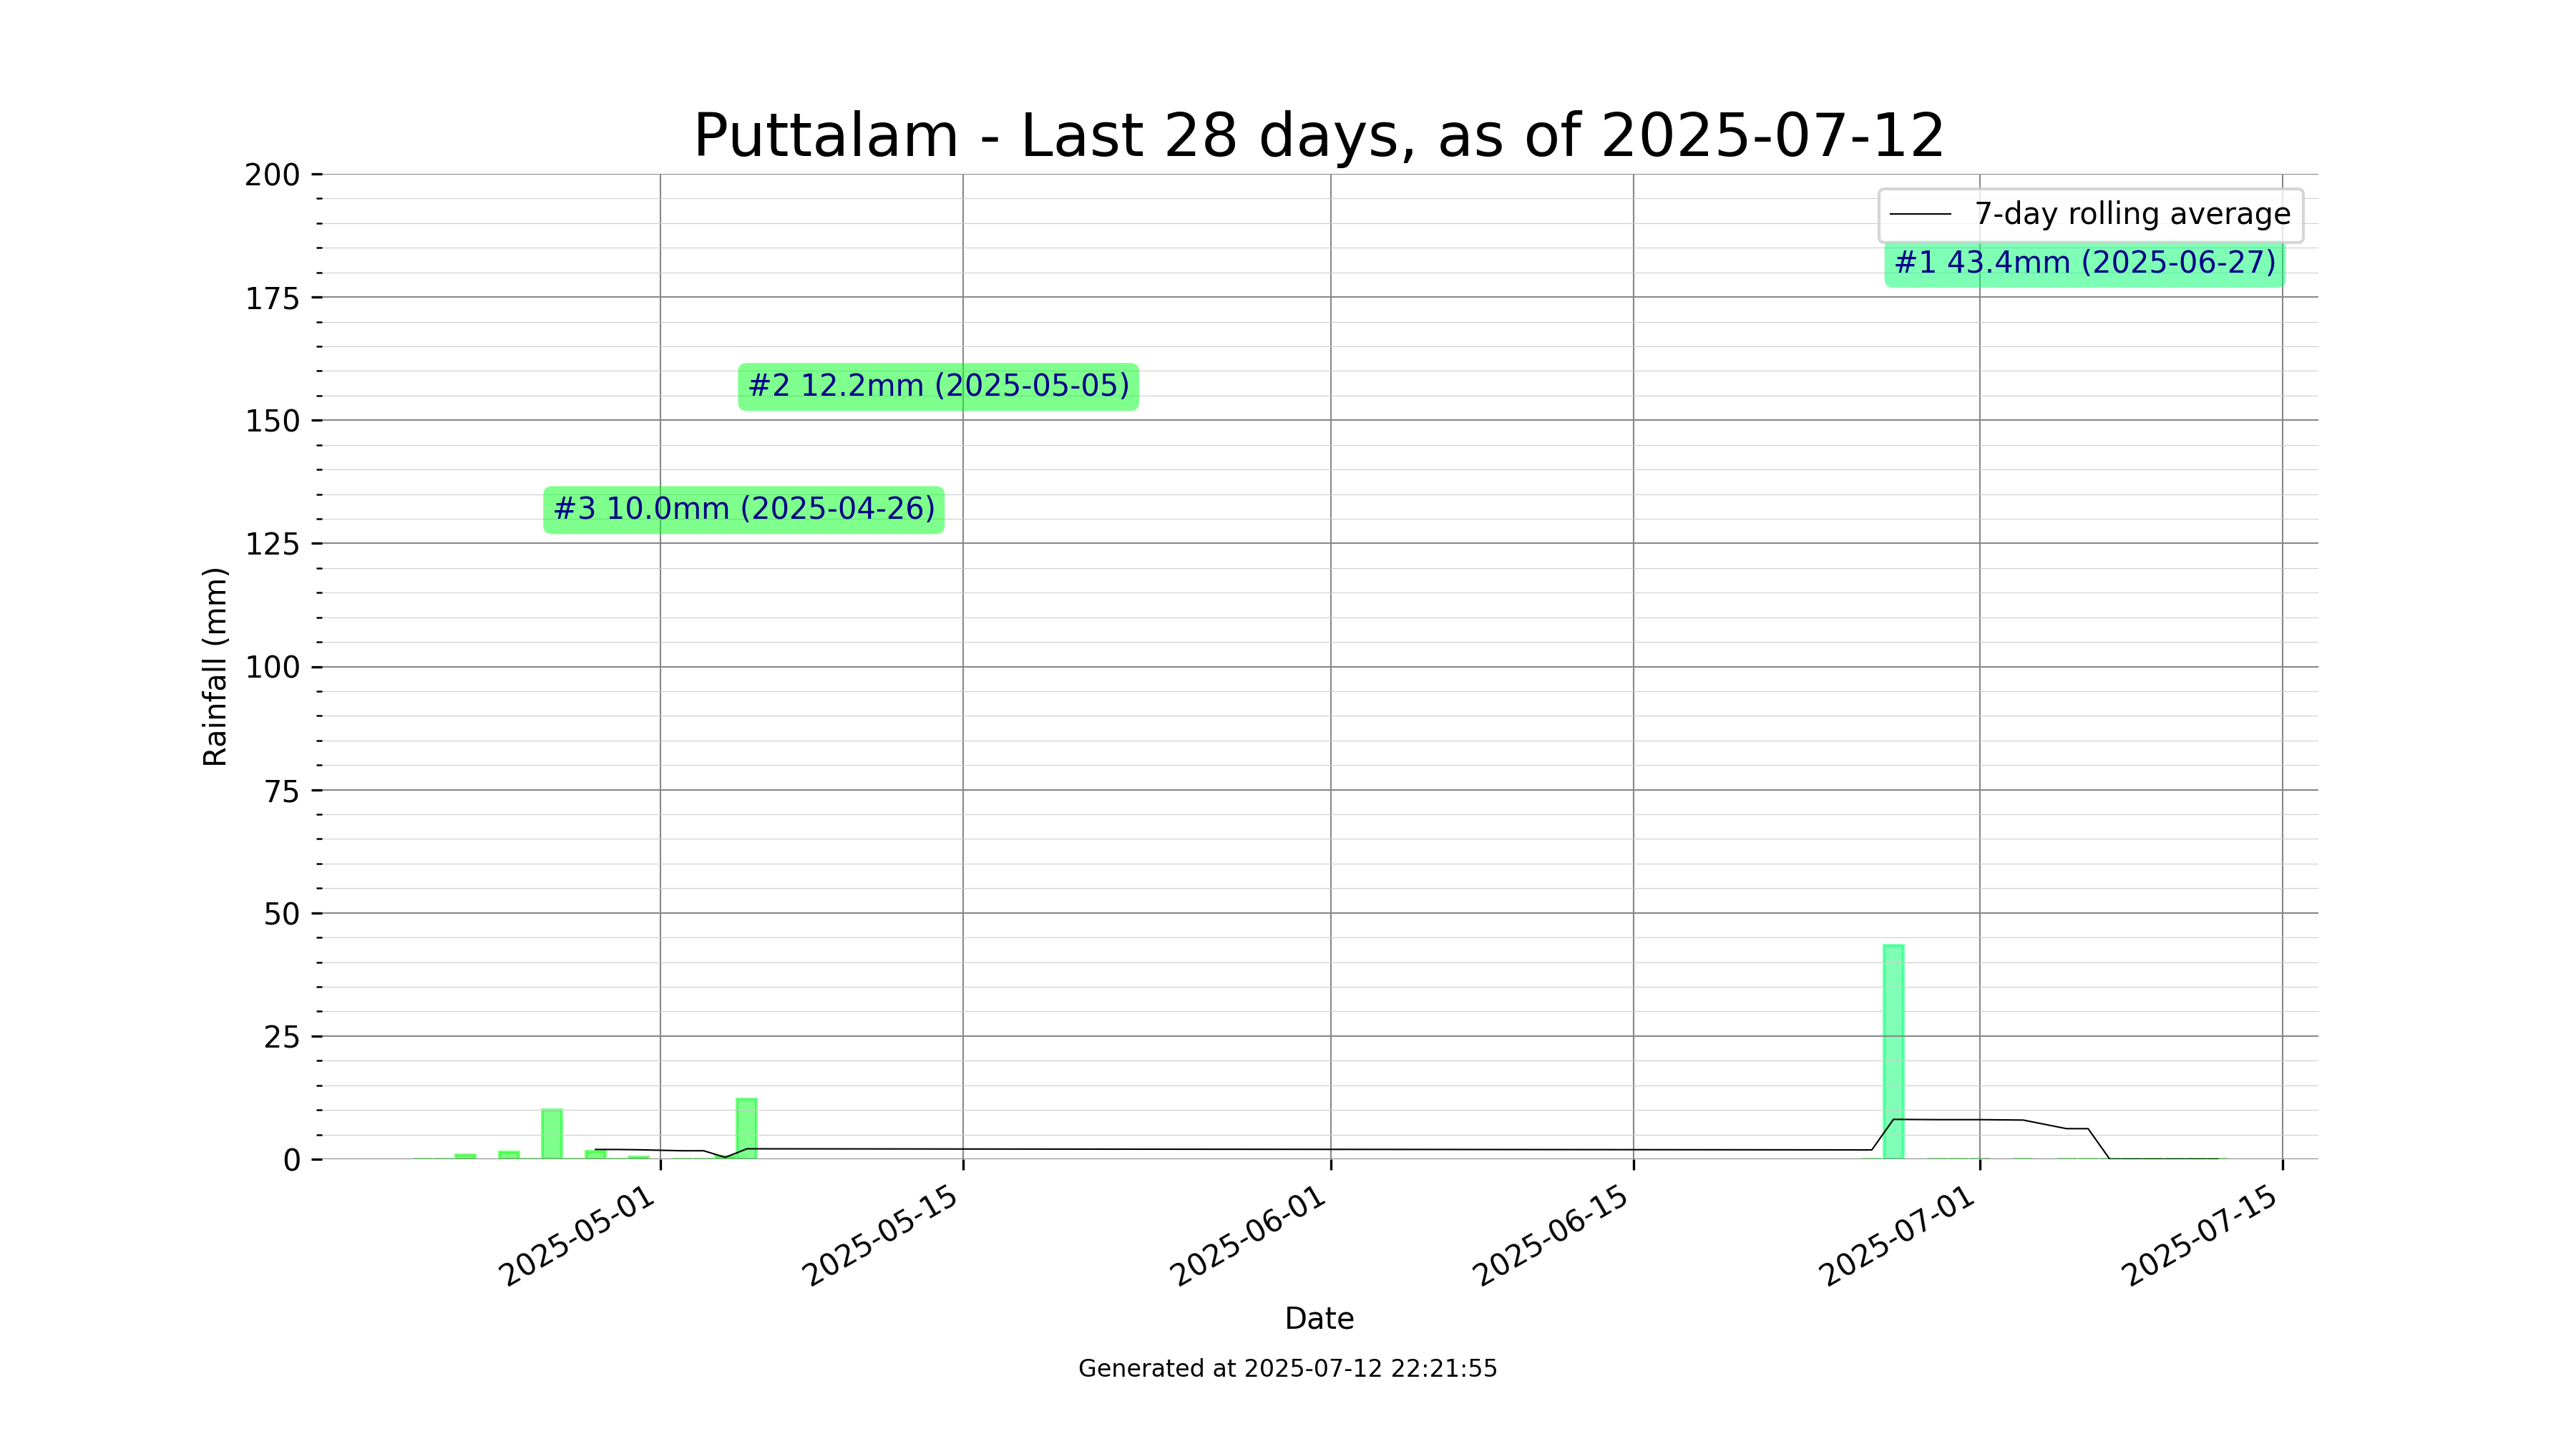 Puttalam - Last 28 days, as of 2025-07-12
200
175
150
125
100
75
50
25
0
Rainfall (mm)
7-day rolling average
#1 43.4mm (2025-06-27)
#2 12.2mm (2025-05-05)
#3 10.0mm (2025-04-26)
2025-05-01
2025-05-15
2025-06-01
2025-06-15
2025-07-01
2025-07-15
Date
Generated at 2025-07-12 22:21:55